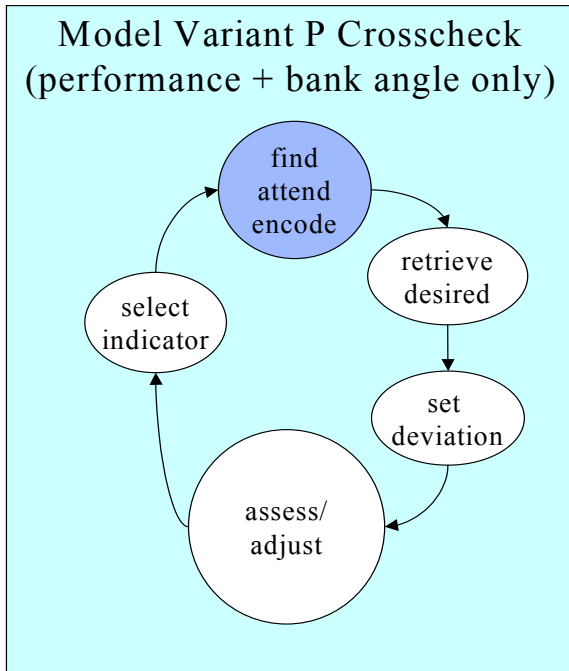 Model Variant P Crosscheck
(performance + bank angle only)
find
attend
encode
retrieve
desired
select
indicator
set
deviation
assess/
adjust